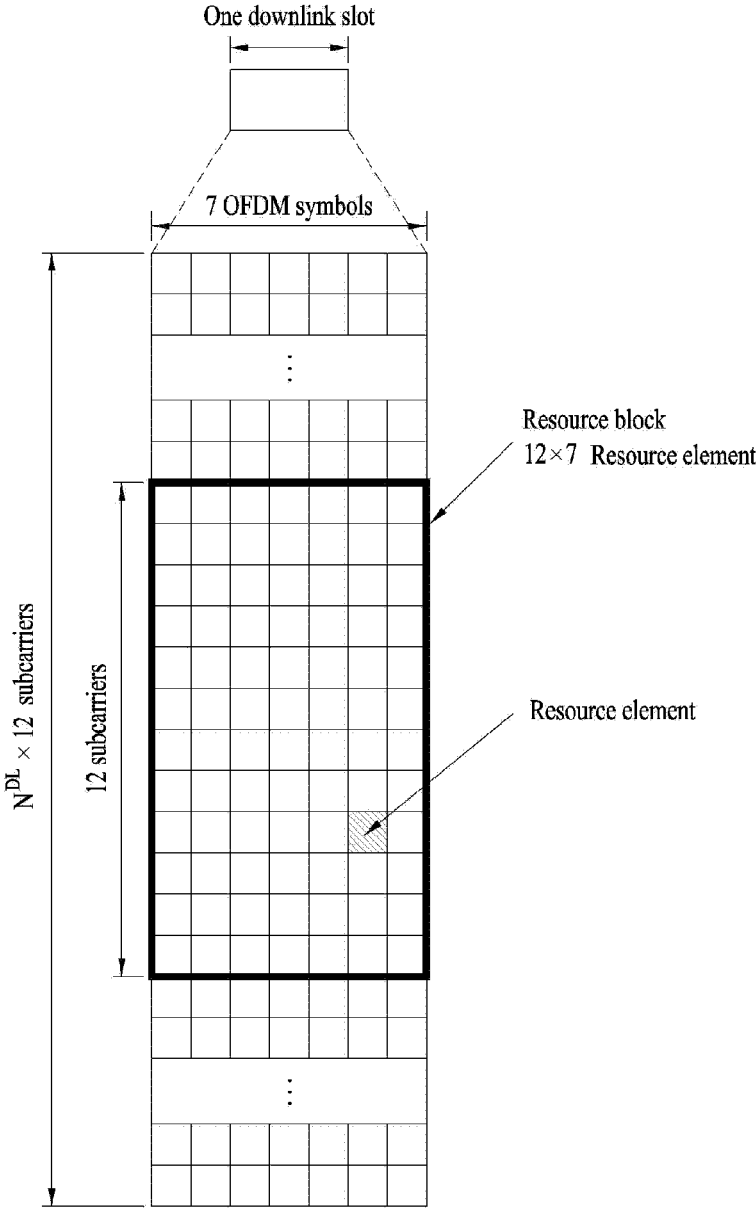 One downlink slot
7 OFDM symbols
⋮
Resource block
12×7 Resource element
N^DL × 12 subcarriers
12 subcarriers
Resource element
⋮